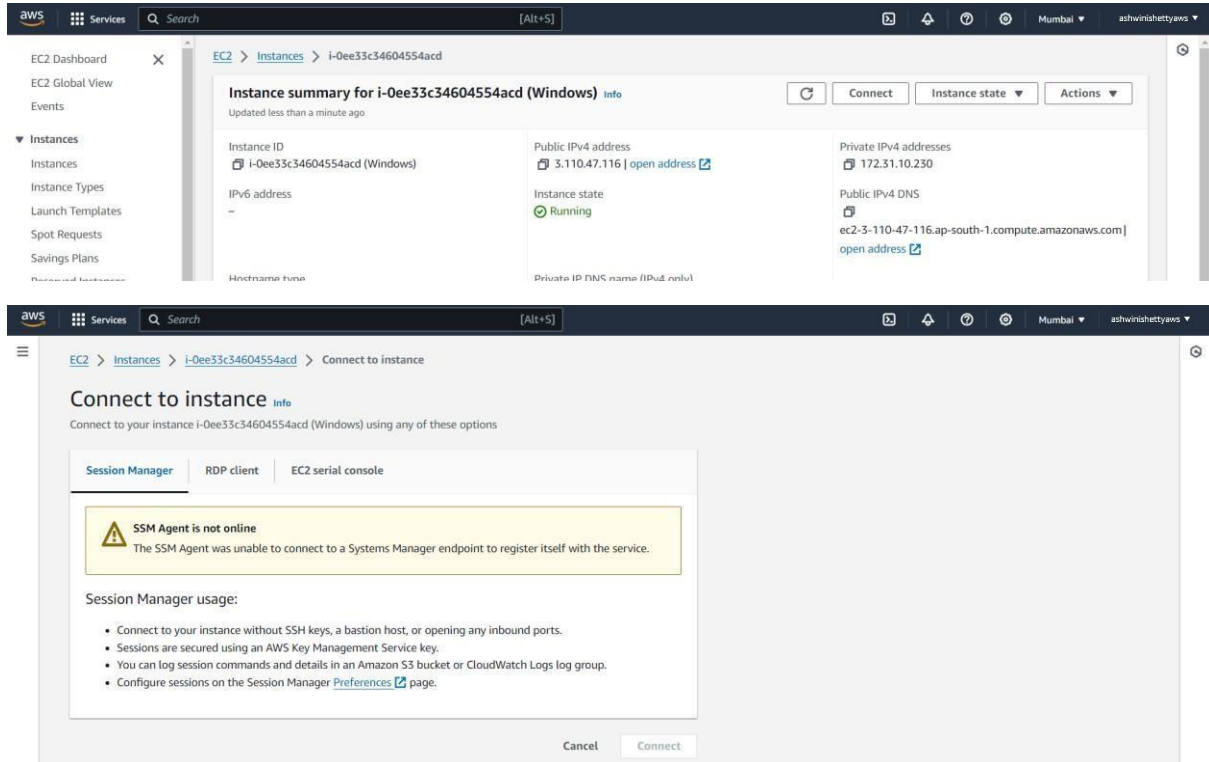 aws Services Search [Alt+S] Mumbai ▼ ashwinishettyaws ▼
EC2 Dashboard
EC2 Global View
Events
Instances
Instances
Instance Types
Launch Templates
Spot Requests
Savings Plans
Reserved Instances
EC2 > Instances > i-0ee33c34604554acd
Instance summary for i-0ee33c34604554acd (Windows) Info
Updated less than a minute ago
Connect Instance state ▼ Actions ▼
Instance ID
i-0ee33c34604554acd (Windows)
Public IPv4 address
3.110.47.116 | open address
Private IPv4 addresses
172.31.10.230
IPv6 address
–
Instance state
Running
Public IPv4 DNS
ec2-3-110-47-116.ap-south-1.compute.amazonaws.com |
open address
Hostname type
Private IP DNS name (IPv4 only)
aws Services Search [Alt+S] Mumbai ▼ ashwinishettyaws ▼
EC2 > Instances > i-0ee33c34604554acd > Connect to instance
Connect to instance Info
Connect to your instance i-0ee33c34604554acd (Windows) using any of these options
Session Manager RDP client EC2 serial console
SSM Agent is not online
The SSM Agent was unable to connect to a Systems Manager endpoint to register itself with the service.
Session Manager usage:
• Connect to your instance without SSH keys, a bastion host, or opening any inbound ports.
• Sessions are secured using an AWS Key Management Service key.
• You can log session commands and details in an Amazon S3 bucket or CloudWatch Logs log group.
• Configure sessions on the Session Manager Preferences page.
Cancel Connect